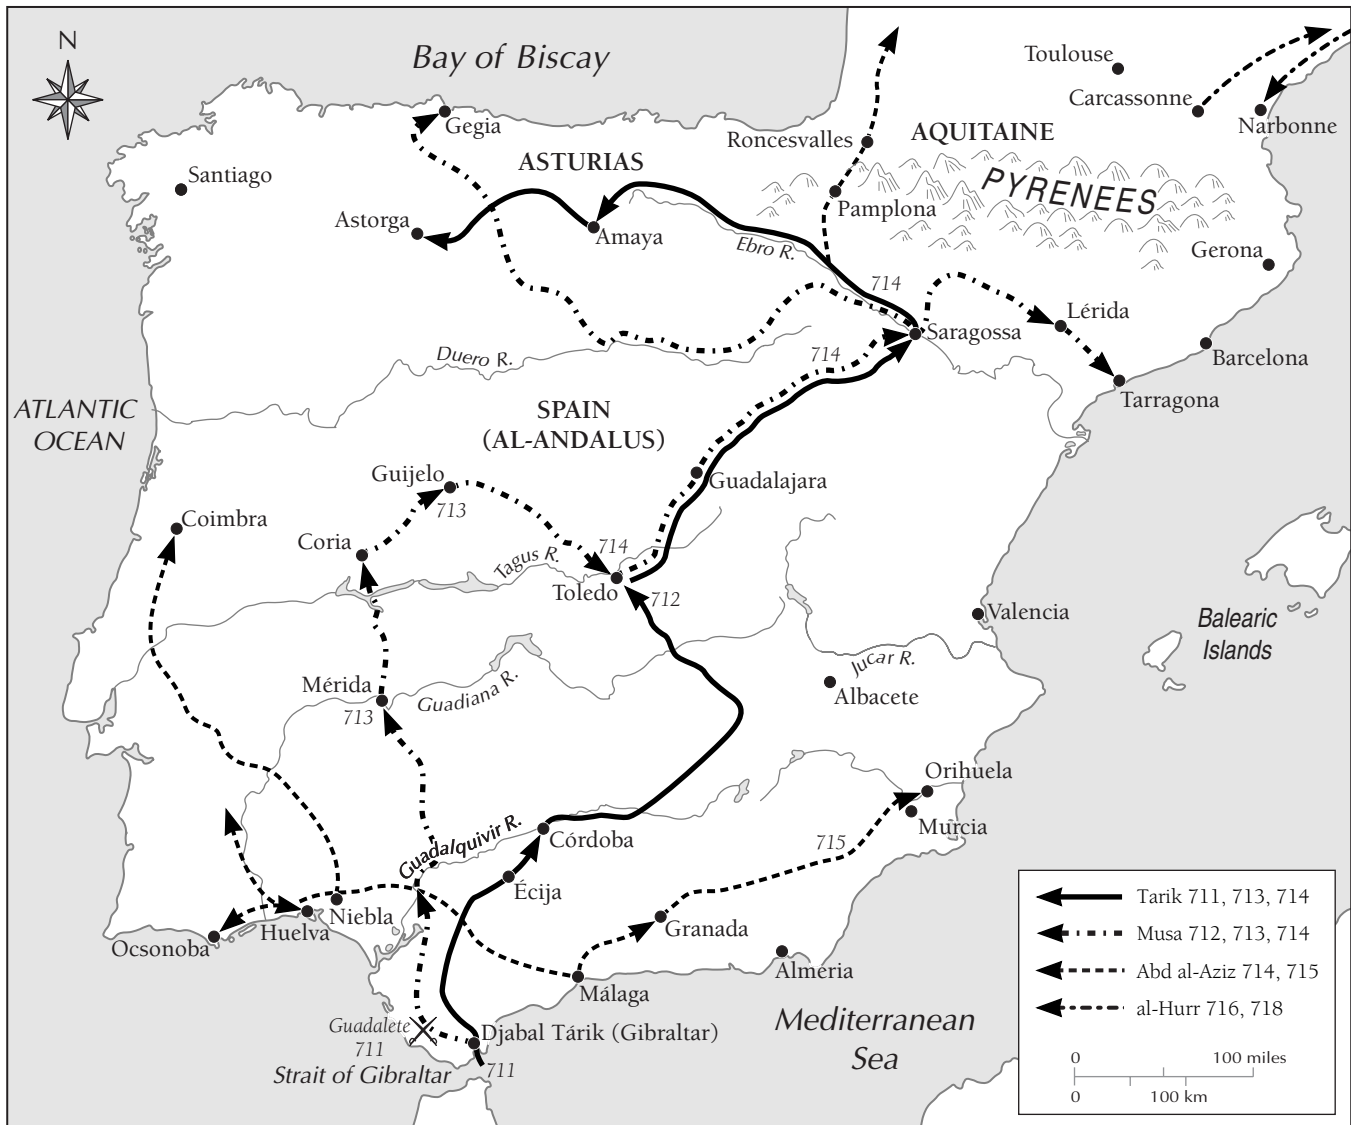 N
Bay of Biscay
Toulouse
Carcassonne
Narbonne
Gegia
Roncesvalles
AQUITAINE
ASTURIAS
PYRENEES
Santiago
Pamplona
Astorga
Amaya
Ebro R.
Gerona
714
Saragossa
Lérida
Duero R.
714
Barcelona
Tarragona
ATLANTIC
OCEAN
SPAIN
(AL-ANDALUS)
Guijelo
713
Guadalajara
Coimbra
Coria
Tagus R.
714
Toledo
712
Valencia
Balearic
Islands
Jucar R.
Albacete
Mérida
713
Guadiana R.
Orihuela
Murcia
Guadalquivir R.
Córdoba
715
Écija
Niebla
Huelva
Ocsonoba
Granada
Almería
Málaga
Guadalete
711
Djabal Tárik (Gibraltar)
Strait of Gibraltar
711
Mediterranean
Sea
Tarik 711, 713, 714
Musa 712, 713, 714
Abd al-Aziz 714, 715
al-Hurr 716, 718
0 100 miles
0 100 km